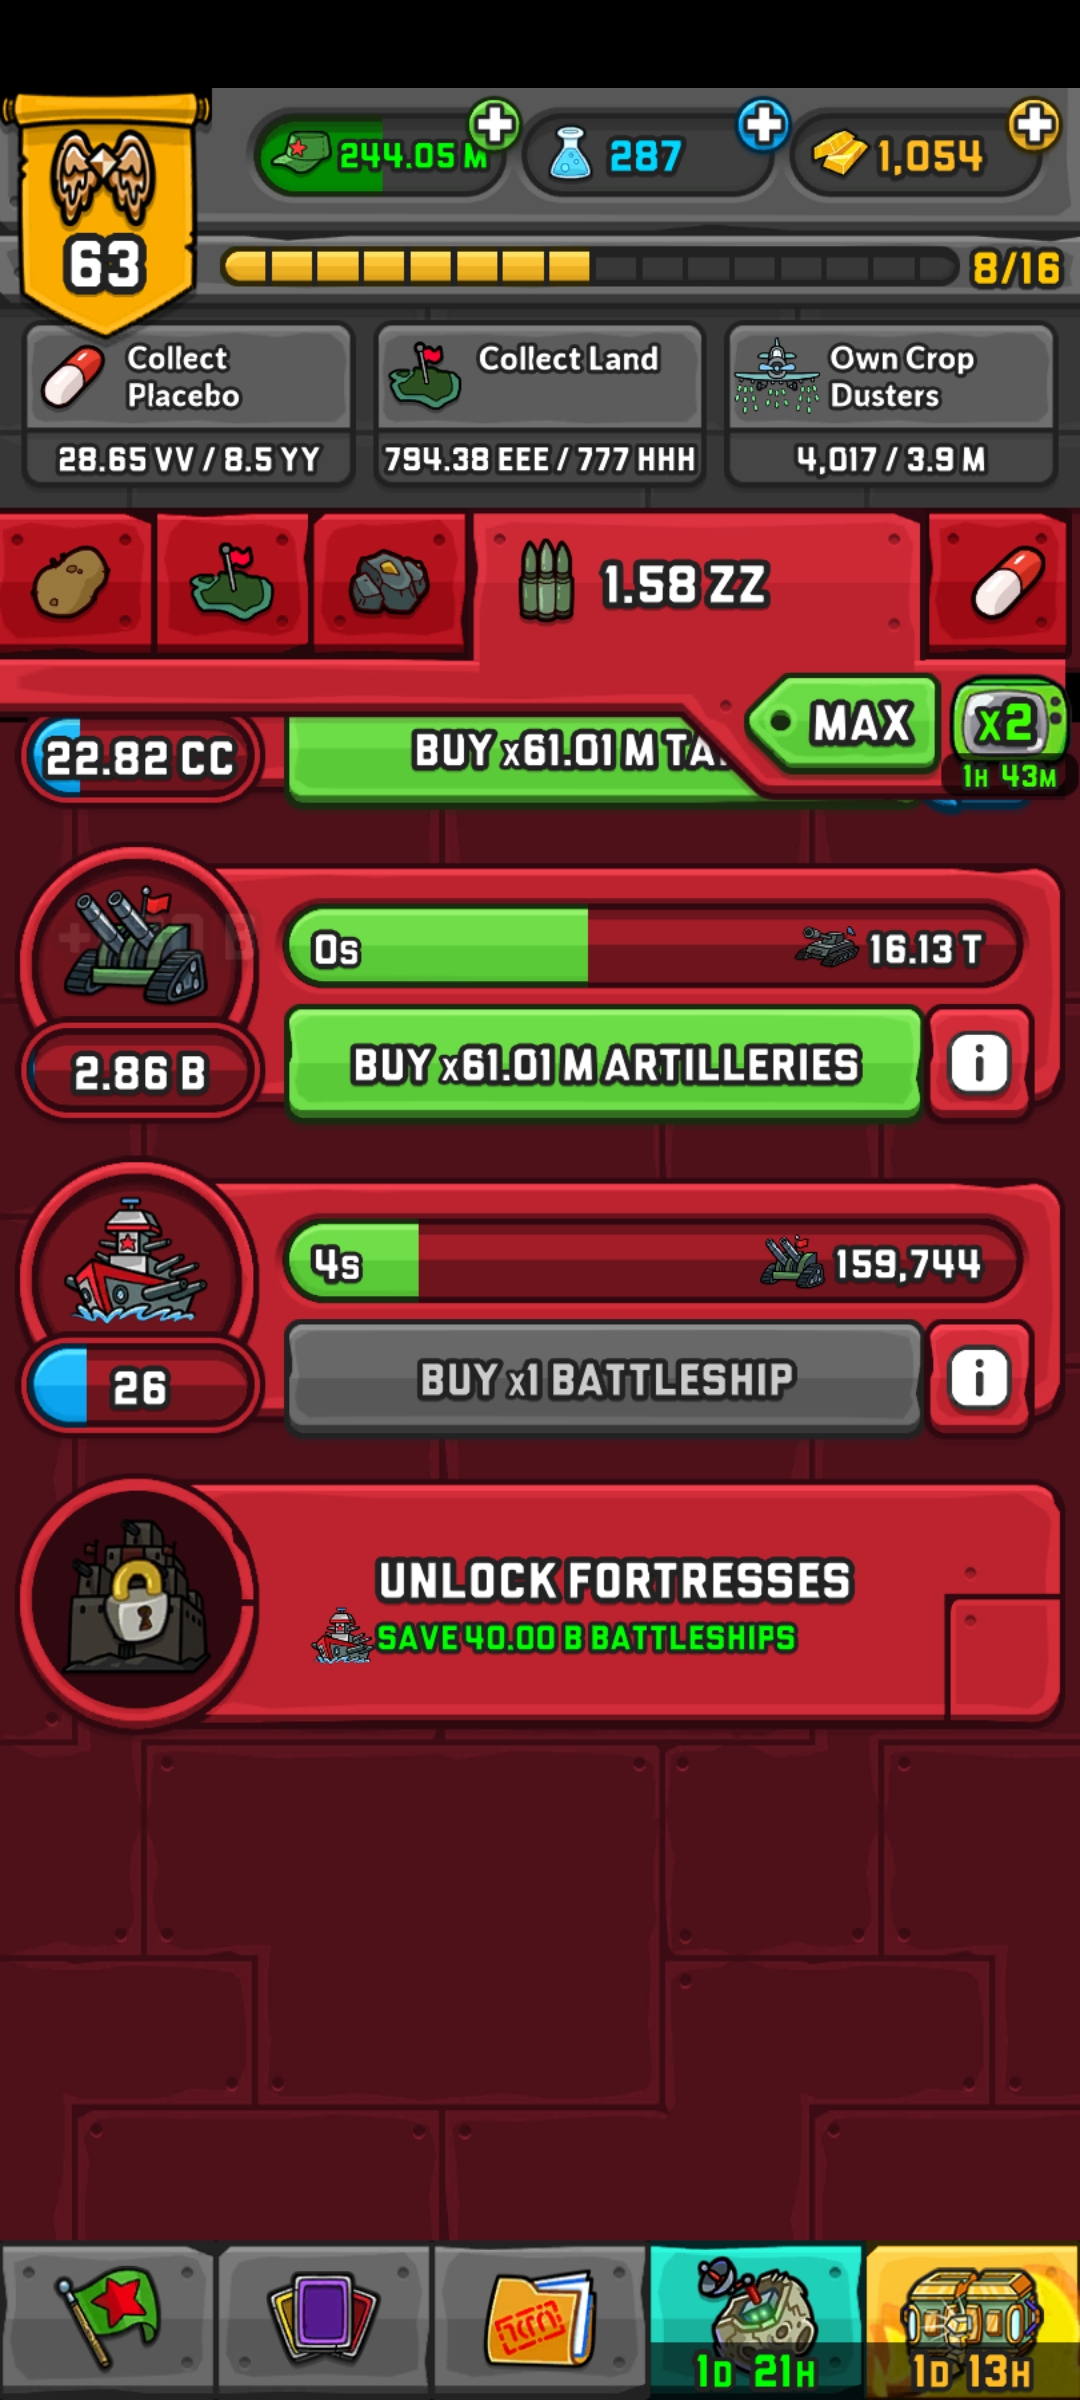 244.05 M
287
1,054
63
8/16
Collect
Placebo
28.65 VV / 8.5 YY
Collect Land
794.38 EEE / 777 HHH
Own Crop
Dusters
4,017 / 3.9 M
1.58 ZZ
MAX
x2
1H 43M
22.82 CC
BUY x61.01 M TA
0s
16.13 T
2.86 B
BUY x61.01 M ARTILLERIES
i
4s
159,744
26
BUY x1 BATTLESHIP
i
UNLOCK FORTRESSES
SAVE 40.00 B BATTLESHIPS
1D 21H
1D 13H